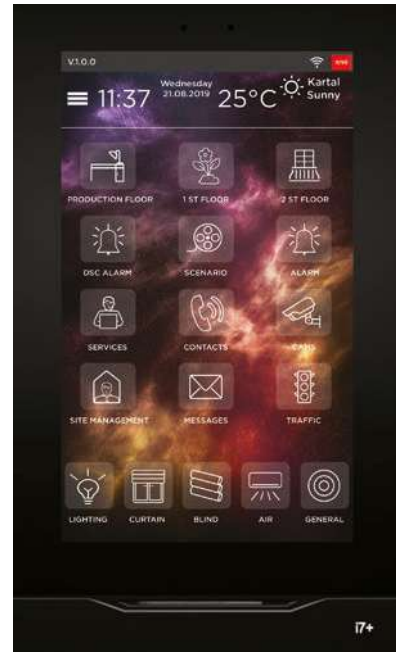 V.1.0.0
11:37
Wednesday
21.08.2019
25°C
Kartal
Sunny
PRODUCTION FLOOR
1 ST FLOOR
2 ST FLOOR
DSC ALARM
SCENARIO
ALARM
SERVICES
CONTACTS
CAMS
SITE MANAGEMENT
MESSAGES
TRAFFIC
LIGHTING
CURTAIN
BLIND
AIR
GENERAL
i7+